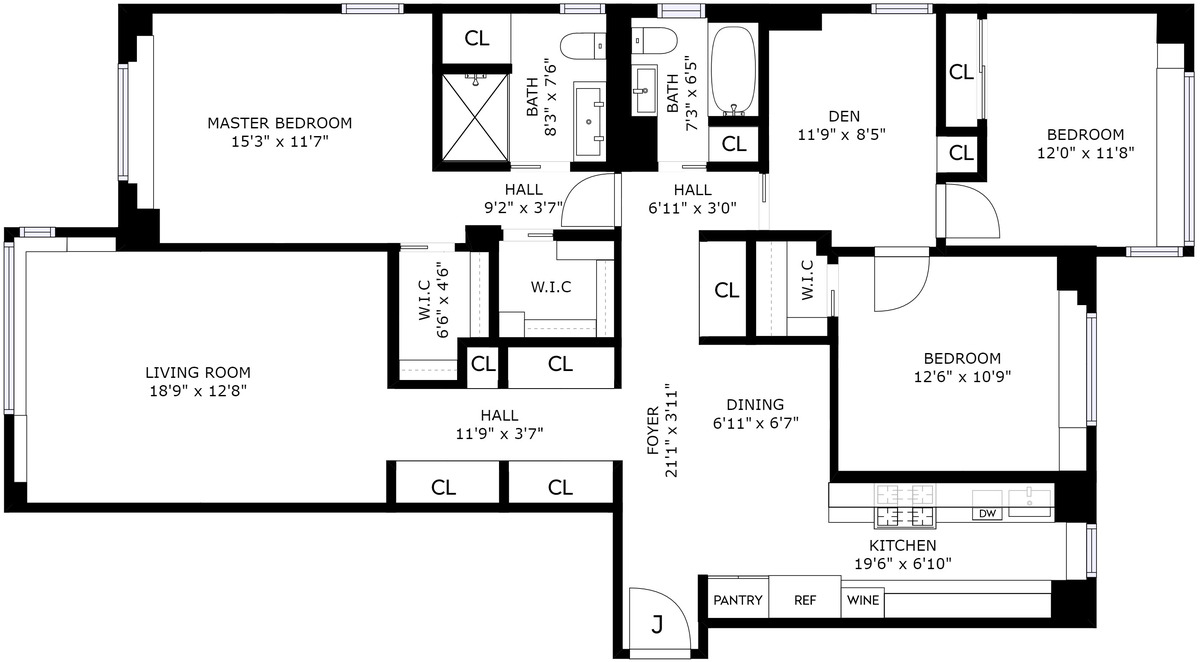 CL
BATH
8'3" x 7'6"
BATH
7'3" x 6'5"
CL
MASTER BEDROOM
15'3" x 11'7"
DEN
11'9" x 8'5"
BEDROOM
12'0" x 11'8"
CL
CL
HALL
9'2" x 3'7"
HALL
6'11" x 3'0"
W.I.C
6'6" x 4'6"
W.I.C
CL
W.I.C
LIVING ROOM
18'9" x 12'8"
CL
CL
BEDROOM
12'6" x 10'9"
HALL
11'9" x 3'7"
FOYER
21'1" x 3'11"
DINING
6'11" x 6'7"
CL
CL
DW
KITCHEN
19'6" x 6'10"
PANTRY
REF
WINE
J